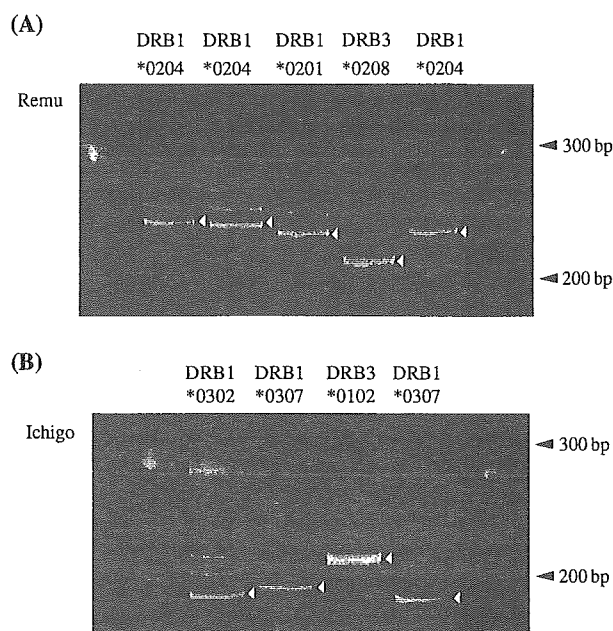 (A)
DRB1 DRB1 DRB1 DRB3 DRB1
*0204 *0204 *0201 *0208 *0204
Remu
300 bp
200 bp
(B)
DRB1 DRB1 DRB3 DRB1
*0302 *0307 *0102 *0307
Ichigo
300 bp
200 bp